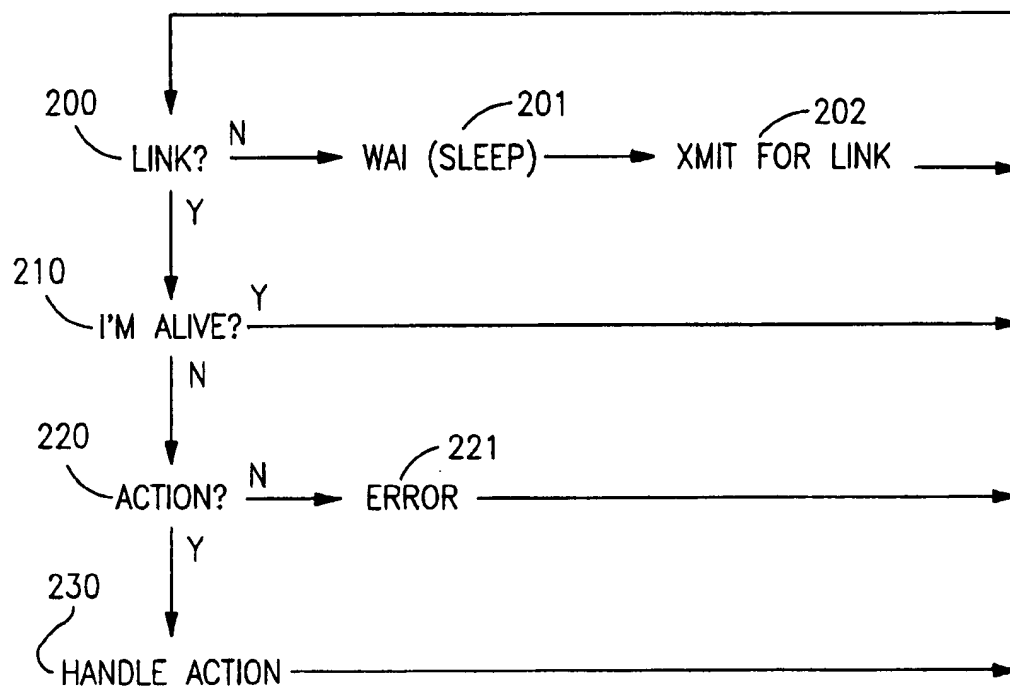 200
201
202
LINK?
N
WAI (SLEEP)
XMIT FOR LINK
Y
210
I'M ALIVE?
Y
N
220
221
ACTION?
N
ERROR
Y
230
HANDLE ACTION